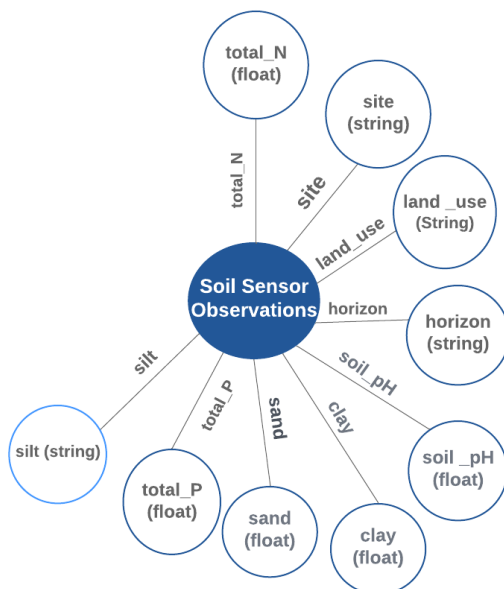 total_N
(float)
site
(string)
total_N
site
land _use
(String)
land_use
Soil Sensor
Observations
horizon
horizon
(string)
silt
total_P
sand
clay
soil_pH
silt (string)
soil _pH
(float)
total_P
(float)
sand
(float)
clay
(float)